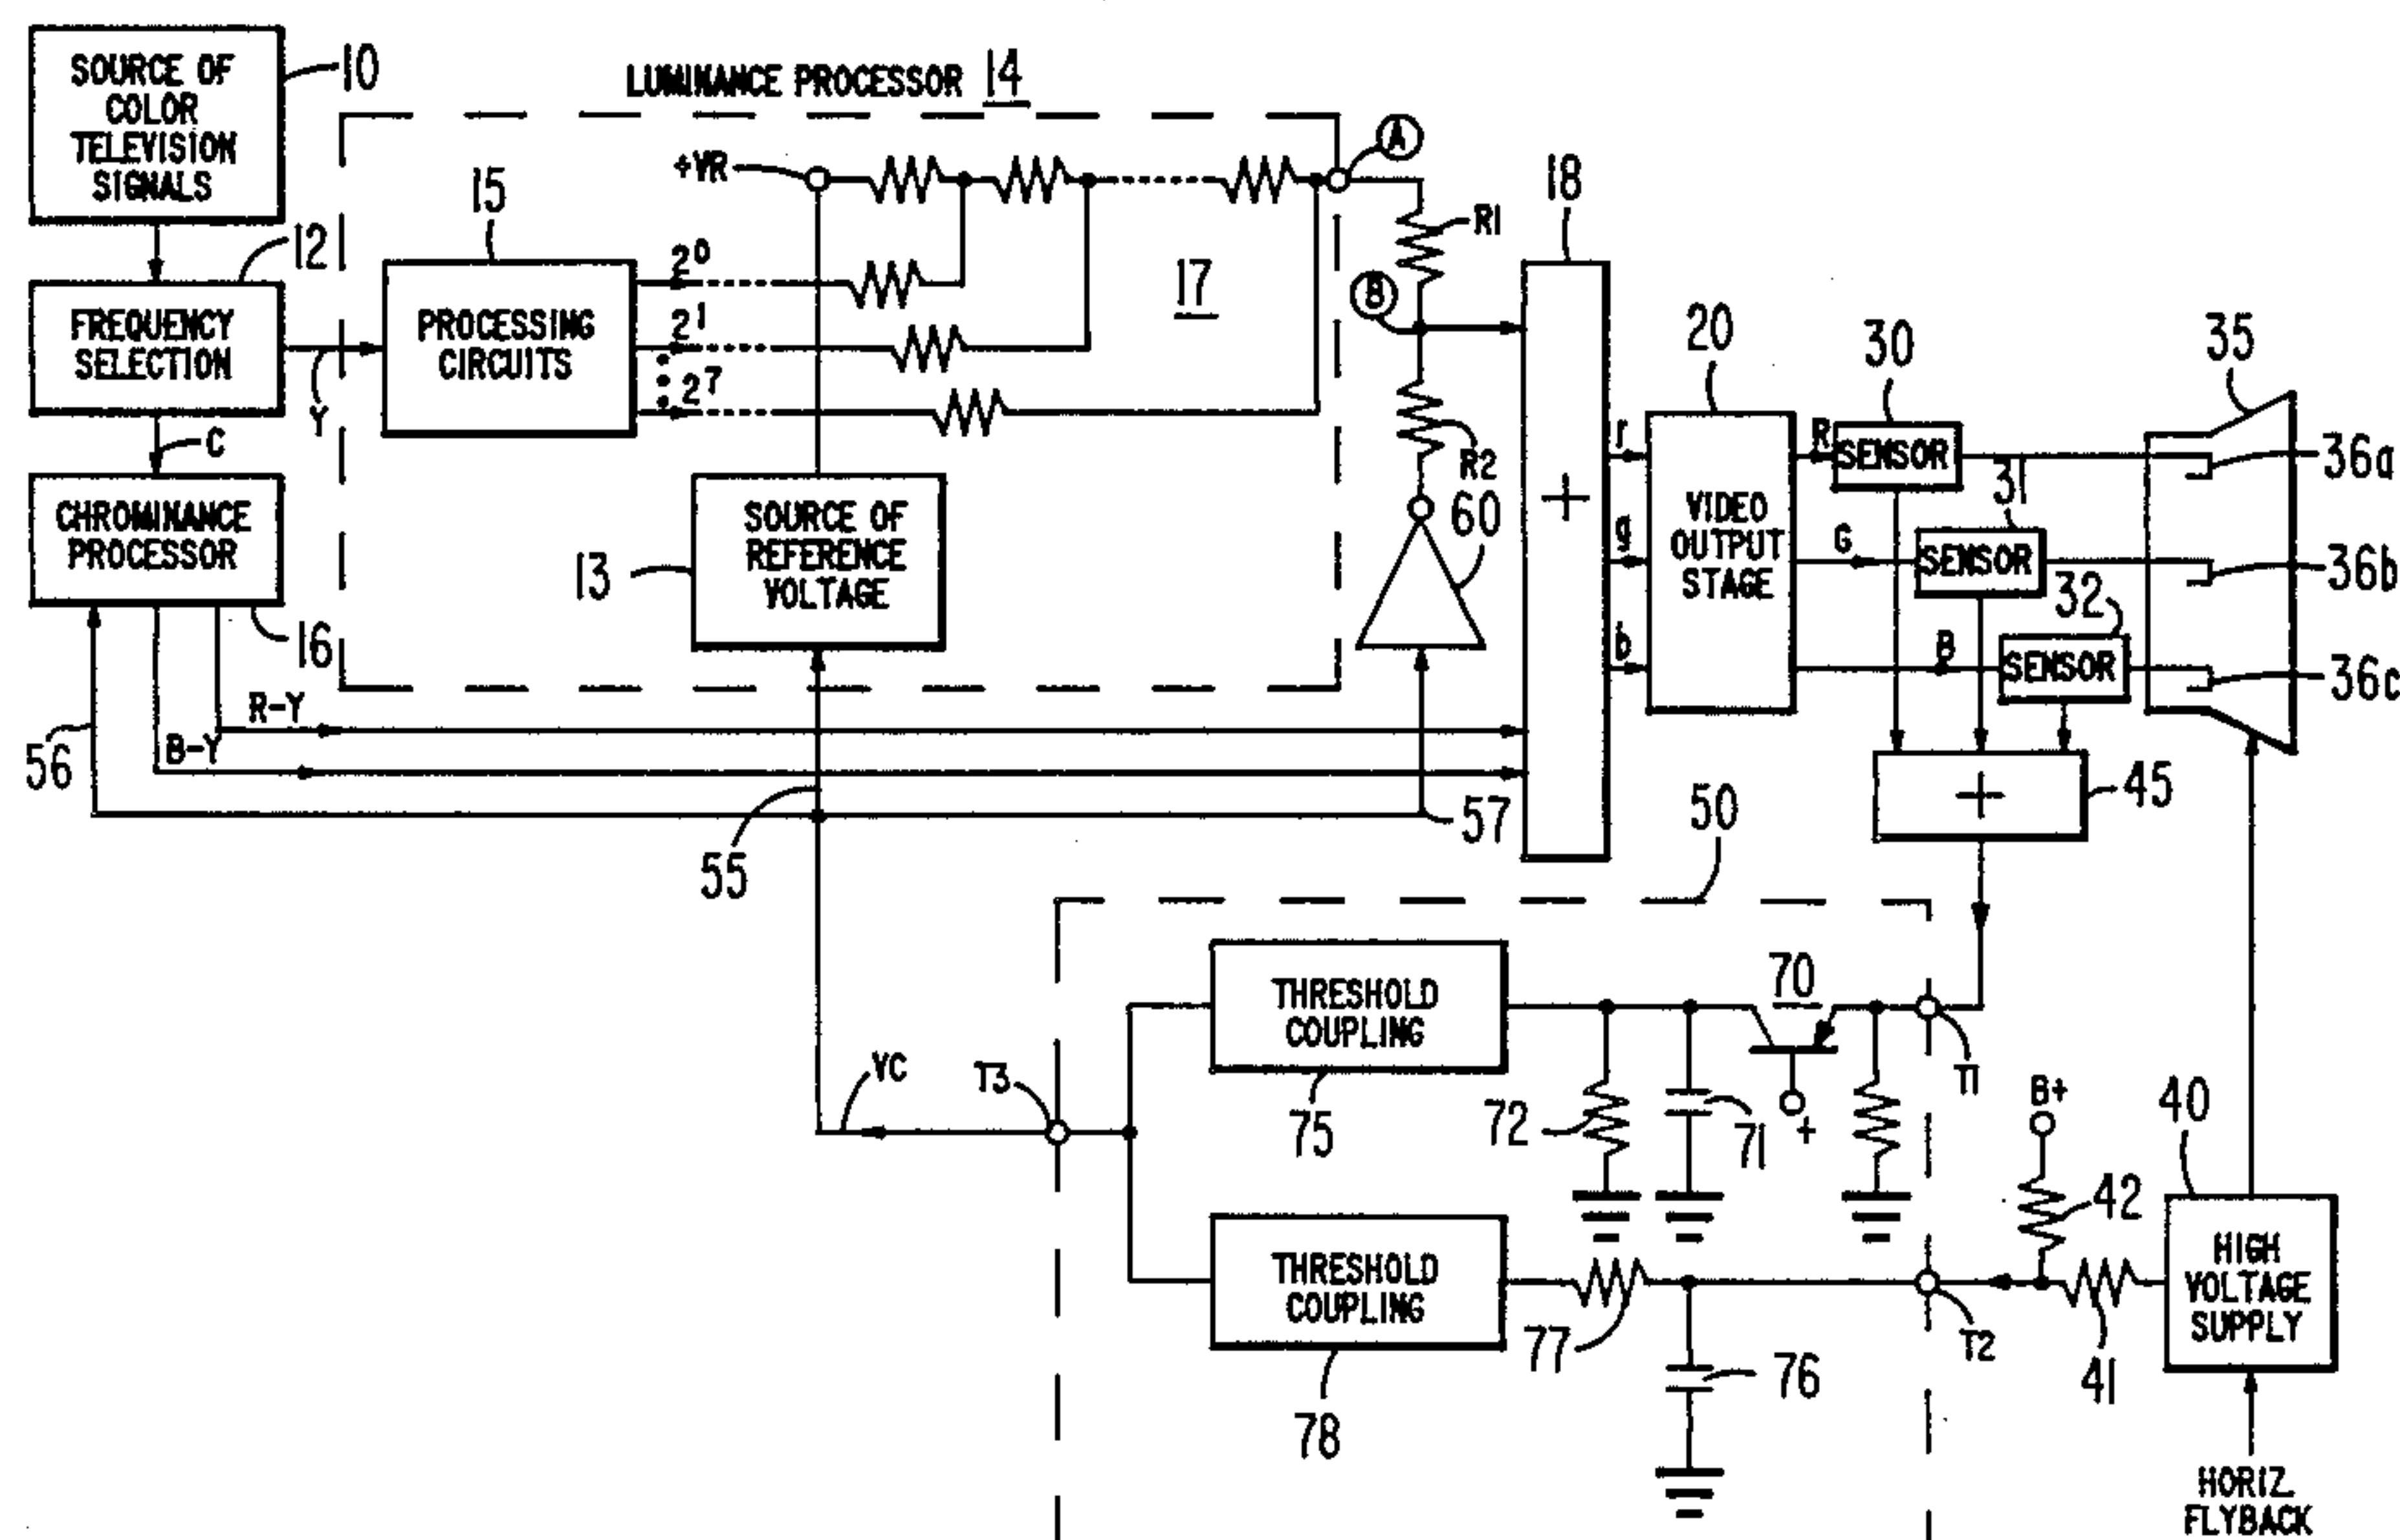 SOURCE OF
COLOR
TELEVISION
SIGNALS
10
LUMINANCE PROCESSOR 14
+VR
A
12
15
FREQUENCY
SELECTION
PROCESSING
CIRCUITS
2⁰
2¹
2⁷
17
R1
B
18
Y
C
R2
60
CHROMINANCE
PROCESSOR
16
13
SOURCE OF
REFERENCE
VOLTAGE
r
g
b
20
VIDEO
OUTPUT
STAGE
R
G
B
30
SENSOR
31
SENSOR
32
SENSOR
35
36a
36b
36c
R-Y
B-Y
56
55
57
+
+
45
50
THRESHOLD
COUPLING
75
70
72
71
+
T1
VC
T3
B+
42
40
HIGH
VOLTAGE
SUPPLY
THRESHOLD
COUPLING
78
77
76
T2
41
HORIZ.
FLYBACK